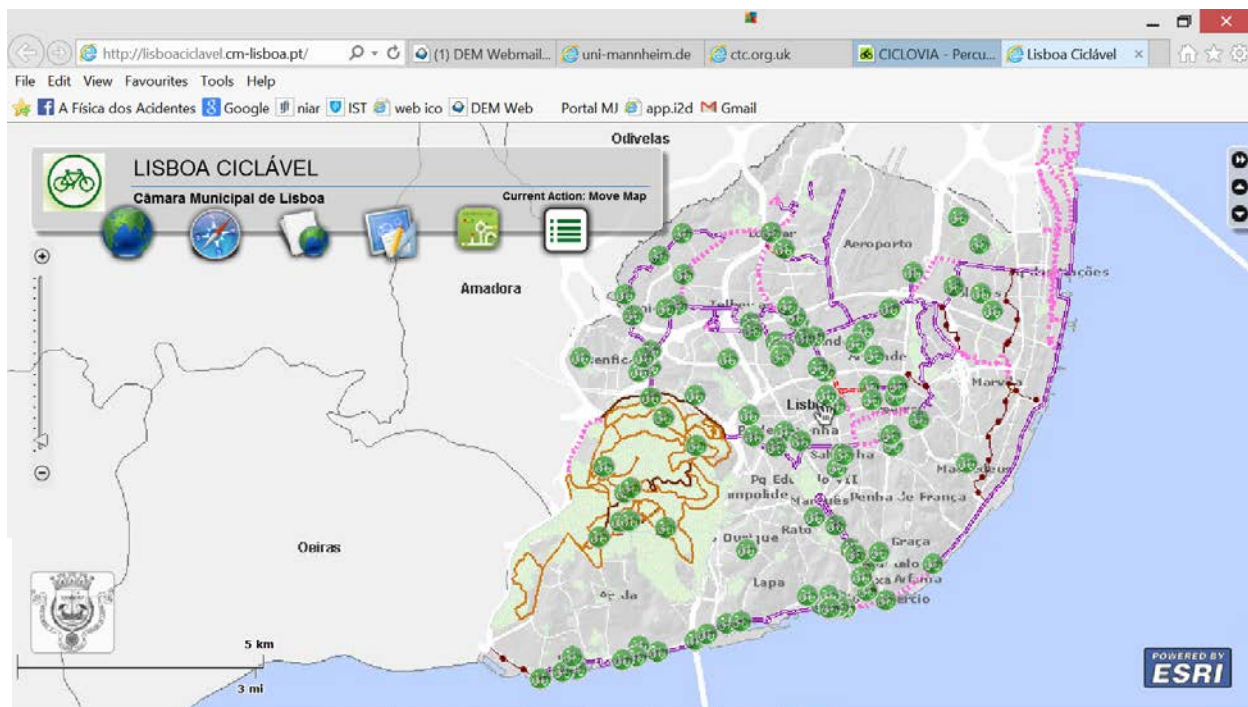 http://lisboaciclavel.cm-lisboa.pt/
(1) DEM Webmail...
uni-mannheim.de
ctc.org.uk
CICLOVIA - Percu...
Lisboa Ciclável
File Edit View Favourites Tools Help
A Física dos Acidentes Google niar IST web ico DEM Web Portal MJ app.i2d Gmail
Odivelas
LISBOA CICLÁVEL
Câmara Municipal de Lisboa
Current Action: Move Map
Aeroporto
Amadora
Lisbo
Pq Edu
VII
Marquês
Penha de França
Rato
Oeiras
Graça
Lapa
5 km
3 mi
POWERED BY
ESRI